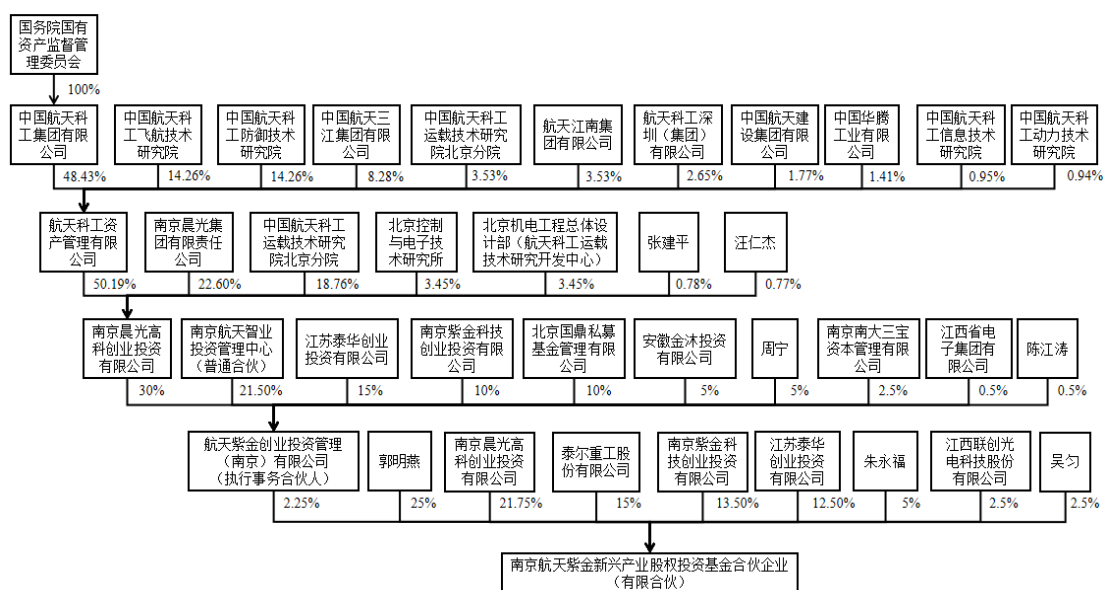 国务院国有
资产监督管
理委员会
100%
中国航天科
工集团有限
公司
中国航天科
工飞航技术
研究院
中国航天科
工防御技术
研究院
中国航天三
江集团有限
公司
中国航天科工
运载技术研究
院北京分院
航天江南集
团有限公司
航天科工深
圳（集团）
有限公司
中国航天建
设集团有限
公司
中国华腾
工业有限
公司
中国航天科
工信息技术
研究院
中国航天科
工动力技术
研究院
48.43%
14.26%
14.26%
8.28%
3.53%
3.53%
2.65%
1.77%
1.41%
0.95%
0.94%
航天科工资
产管理有限
公司
南京晨光集
团有限责任
公司
中国航天科工
运载技术研究
院北京分院
北京控制
与电子技
术研究所
北京机电工程总体设
计部（航天科工运载
技术研究开发中心）
张建平
汪仁杰
50.19%
22.60%
18.76%
3.45%
3.45%
0.78%
0.77%
南京晨光高
科创业投资
有限公司
南京航天智业
投资管理中心
（普通合伙）
江苏泰华创业
投资有限公司
南京紫金科技
创业投资有限
公司
北京国鼎私募
基金管理有限
公司
安徽金沐投资
有限公司
周宁
南京南大三宝
资本管理有限
公司
江西省电
子集团有
限公司
陈江涛
30%
21.50%
15%
10%
10%
5%
5%
2.5%
0.5%
0.5%
航天紫金创业投资管理
（南京）有限公司
（执行事务合伙人）
郭明燕
南京晨光高
科创业投资
有限公司
泰尔重工股
份有限公司
南京紫金科
技创业投资
有限公司
江苏泰华
创业投资
有限公司
朱永福
江西联创光
电科技股份
有限公司
吴匀
2.25%
25%
21.75%
15%
13.50%
12.50%
5%
2.5%
2.5%
南京航天紫金新兴产业股权投资基金合伙企业
（有限合伙）